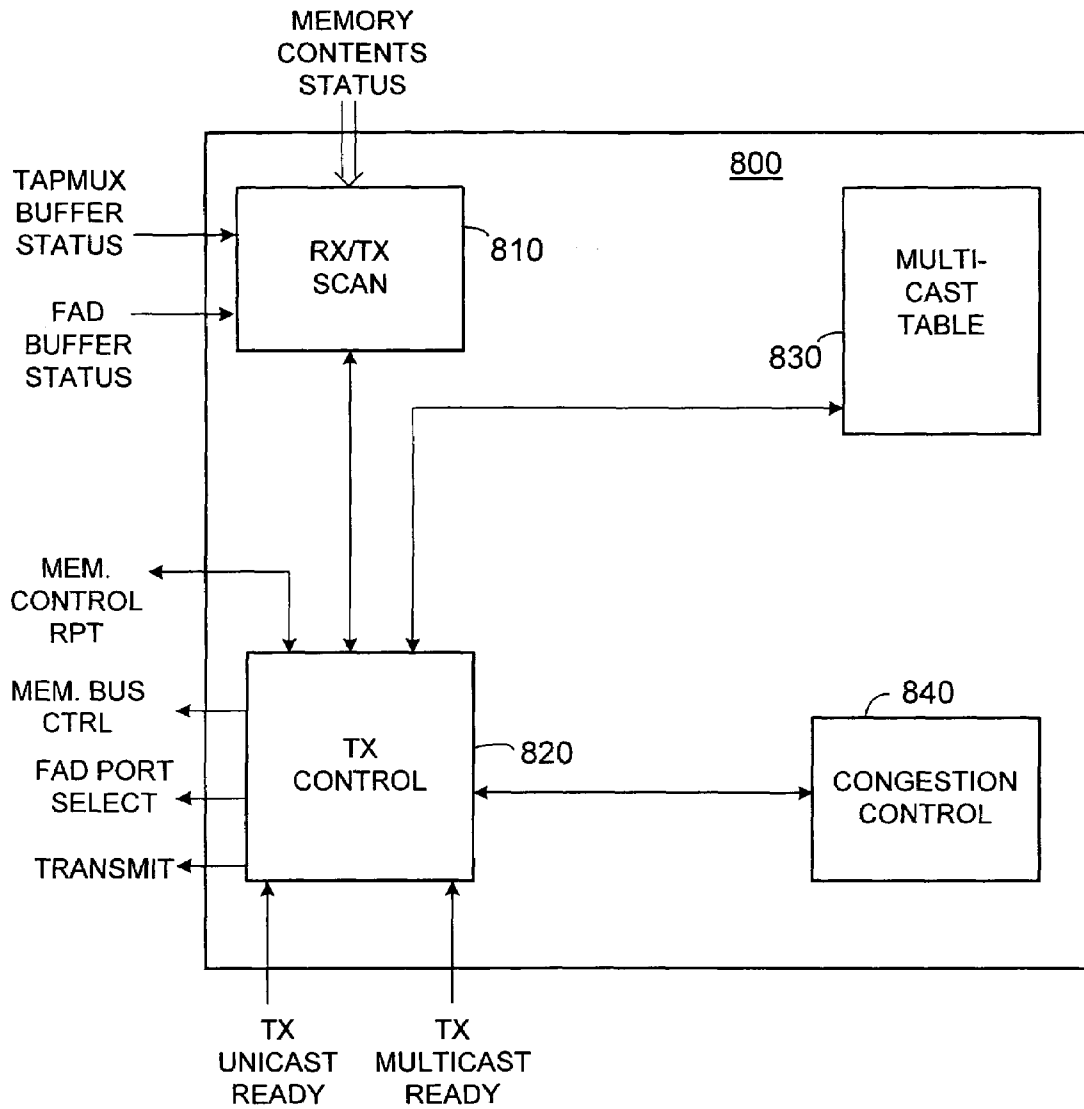 MEMORY
CONTENTS
STATUS
800
TAPMUX
BUFFER
STATUS
RX/TX
SCAN
810
MULTI-
CAST
TABLE
830
FAD
BUFFER
STATUS
MEM.
CONTROL
RPT
MEM. BUS
CTRL
FAD PORT
SELECT
TRANSMIT
TX
CONTROL
820
840
CONGESTION
CONTROL
TX
UNICAST
READY
TX
MULTICAST
READY